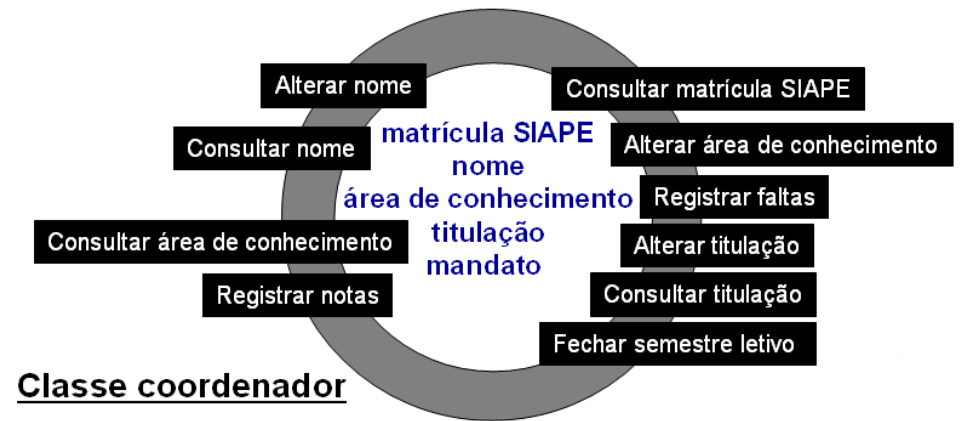 Alterar nome
Consultar nome
Consultar área de conhecimento
Registrar notas
matrícula SIAPE
nome
área de conhecimento
titulação
mandato
Consultar matrícula SIAPE
Alterar área de conhecimento
Registrar faltas
Alterar titulação
Consultar titulação
Fechar semestre letivo
Classe coordenador